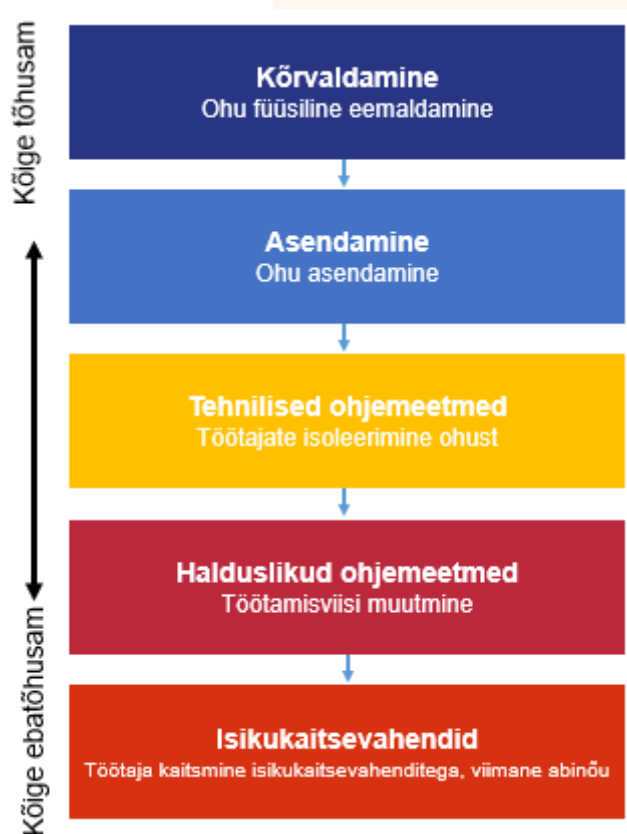 Kõige tõhusam
Kõrvaldamine
Ohu füüsiline eemaldamine
Asendamine
Ohu asendamine
Tehnilised ohjemeetmed
Töötajate isoleerimine ohust
Halduslikud ohjemeetmed
Töötamisviisi muutmine
Isikukaitsevahendid
Töötaja kaitsmine isikukaitsevahenditega, viimane abinõu
Kõige ebatõhusam